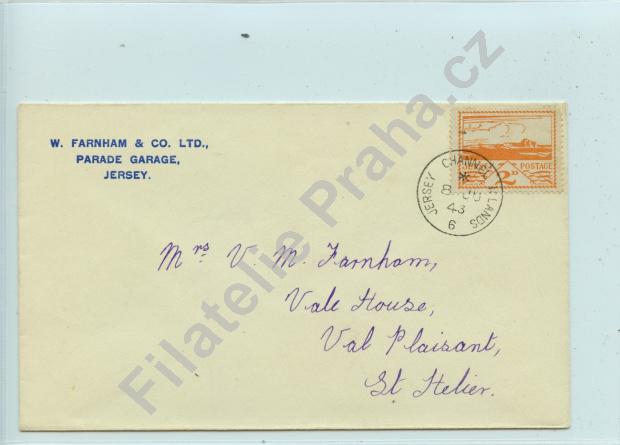 W. FARNHAM & CO. LTD.,
PARADE GARAGE,
JERSEY.
POSTAGE
2D
JERSEY CHANNEL ISLANDS
43
6
Mrs V. M. Farnham,
Vale House,
Val Plaisant,
St Helier.
Filatelie Praha.cz